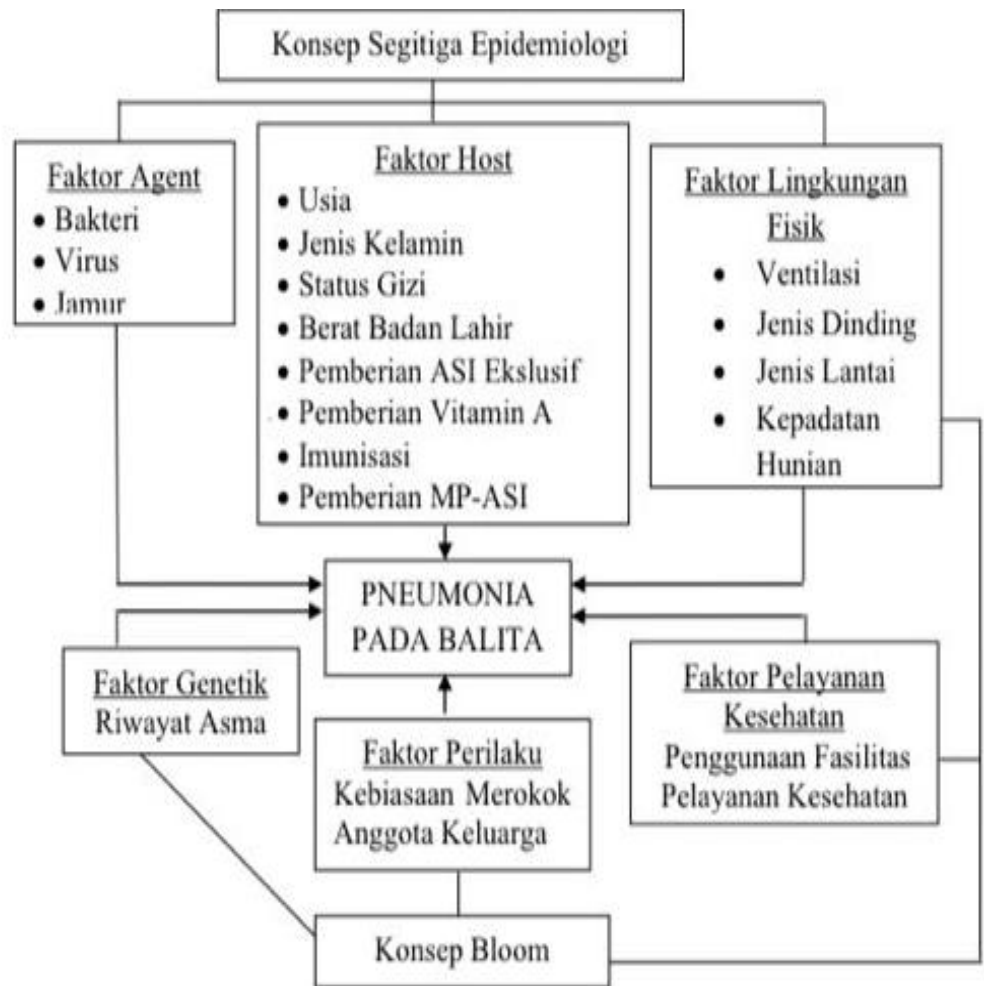 Konsep Segitiga Epidemiologi
Faktor Agent
• Bakteri
• Virus
• Jamur
Faktor Host
• Usia
• Jenis Kelamin
• Status Gizi
• Berat Badan Lahir
• Pemberian ASI Ekslusif
• Pemberian Vitamin A
• Imunisasi
• Pemberian MP-ASI
Faktor Lingkungan
Fisik
• Ventilasi
• Jenis Dinding
• Jenis Lantai
• Kepadatan
Hunian
PNEUMONIA
PADA BALITA
Faktor Genetik
Riwayat Asma
Faktor Perilaku
Kebiasaan Merokok
Anggota Keluarga
Faktor Pelayanan
Kesehatan
Penggunaan Fasilitas
Pelayanan Kesehatan
Konsep Bloom